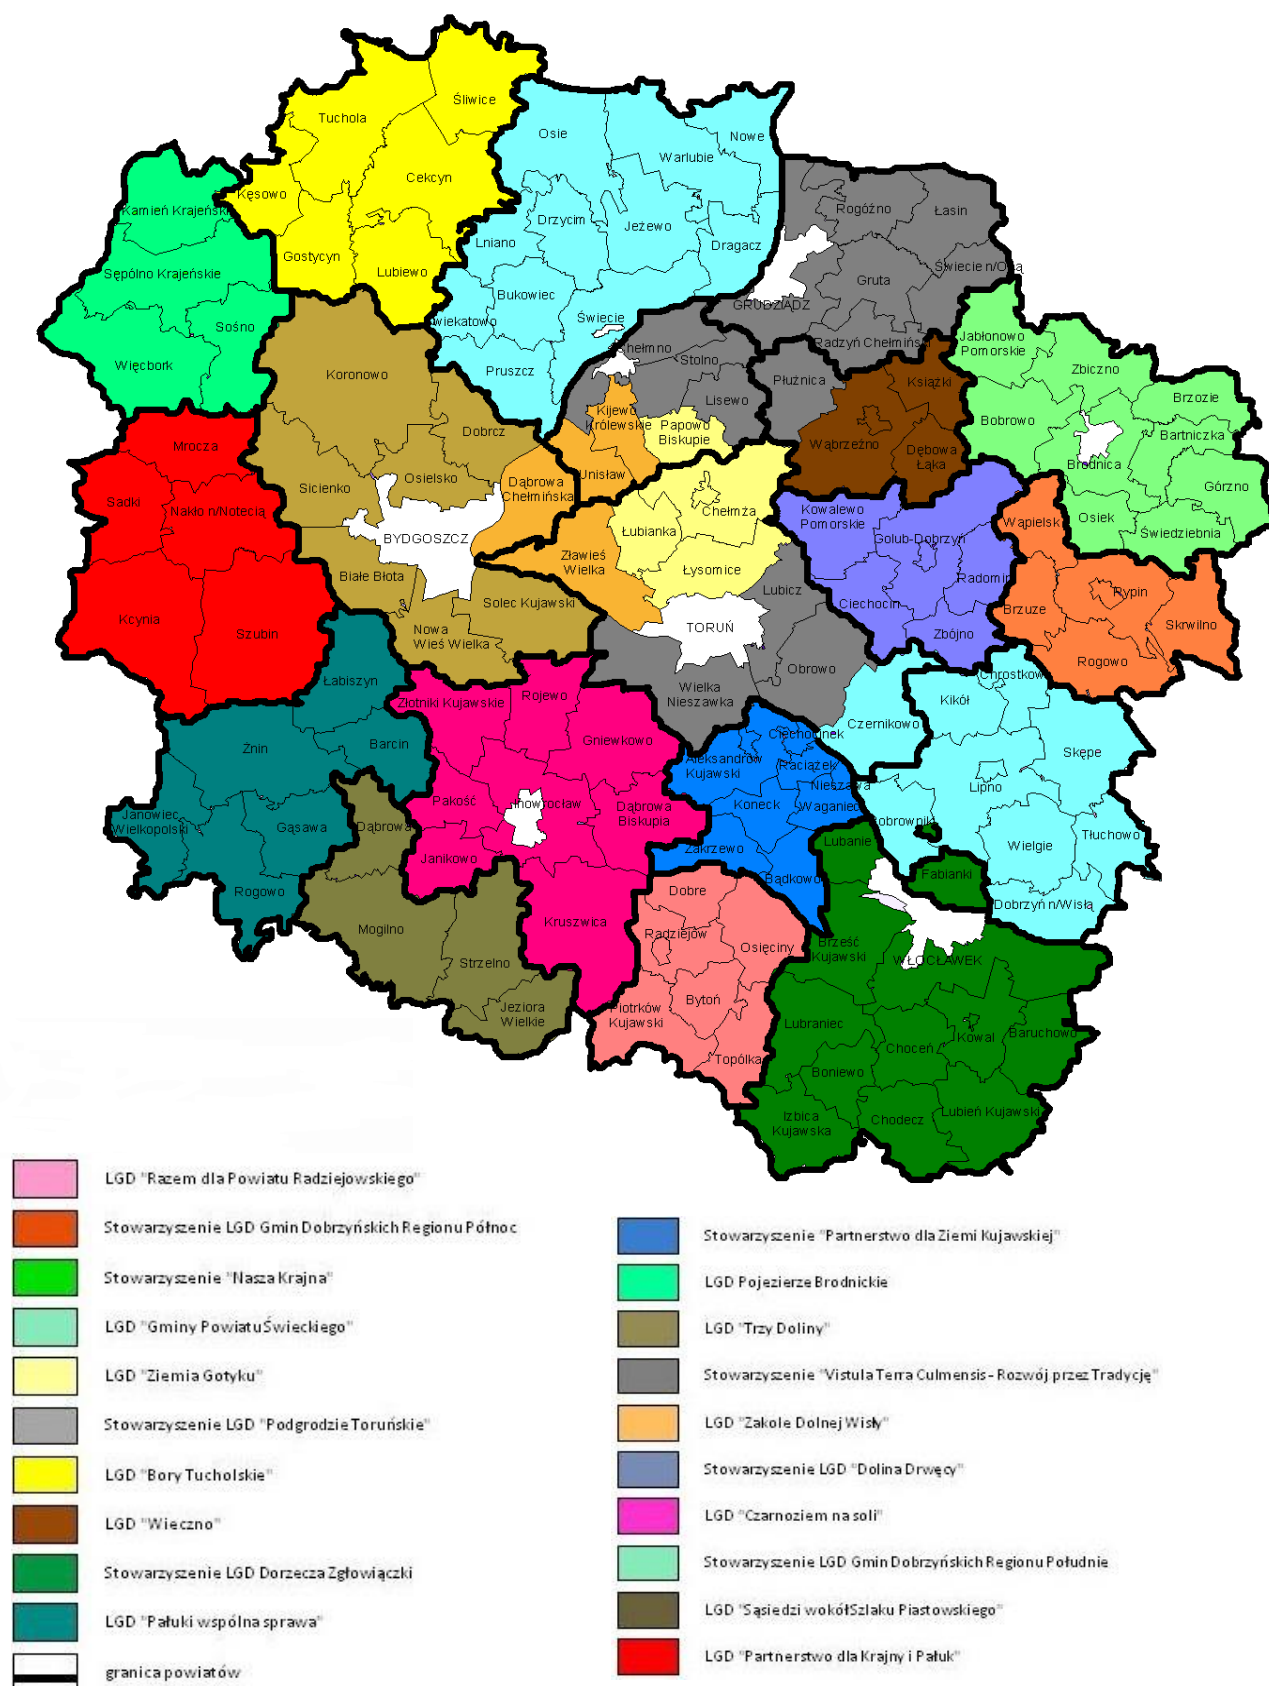 Śliwice
Tuchola
Osie
Nowe
Warlubie
Cekcyn
Kęsowo
Rogóźno
Łasin
Kamień Krajeński
Drzycim
Jeżewo
Lniano
Dragacz
Gostycyn
Lubiewo
Świecie n/Osą
Sępólno Krajeńskie
Gruta
Bukowiec
GRUDZIĄDZ
Sośno
Świecie
wiekatowo
Radzyń Chełmiński
Jabłonowo
Pomorskie
Chełmno
Stolno
Więcbork
Pruszcz
Koronowo
Zbiczno
Płużnica
Książki
Brzozie
Lisewo
Kijewo
Królewskie
Papowo
Biskupie
Bobrowo
Dobrcz
Bartniczka
Mrocza
Wąbrzeźno
Dębowa
Łąka
Brodnica
Osielsko
Unisław
Dąbrowa
Chełmińska
Sicienko
Górzno
Sadki
Nakło n/Notecią
Chełmża
Kowalewo
Pomorskie
Wąpielsk
Osiek
Świedziebnia
Łubianka
Golub-Dobrzyń
BYDGOSZCZ
Zławieś
Wielka
Łysomice
Radomin
Białe Błota
Lubicz
Rypin
Kcynia
Solec Kujawski
Ciechocin
Brzuze
Szubin
Nowa
Wieś Wielka
TORUŃ
Zbójno
Skrwilno
Rogowo
Obrowo
Łabiszyn
Wielka
Nieszawka
Złotniki Kujawskie
Rojewo
Chrostkowo
Kikół
Czernikowo
Żnin
Barcin
Gniewkowo
Ciechocinek
Skępe
Aleksandrów
Kujawski
Raciążek
Nieszawa
Lipno
Pakość
Inowrocław
Koneck
Waganiec
Dąbrowa
Biskupia
Janowiec
Wielkopolski
Gąsawa
Dąbrowa
Bobrowniki
Tłuchowo
Wielgie
Janikowo
Zakrzewo
Lubanie
Fabianki
Rogowo
Bądkowo
Dobre
Dobrzyń n/Wisłą
Kruszwica
Mogilno
Radziejów
Osięciny
Brześć
Kujawski
WŁOCŁAWEK
Strzelno
Jeziora
Wielkie
Bytoń
Piotrków
Kujawski
Lubraniec
Kowal
Baruchowo
Choceń
Topólka
Boniewo
Izbica
Kujawska
Chodecz
Lubień Kujawski
LGD "Razem dla Powiatu Radziejowskiego"
Stowarzyszenie LGD Gmin Dobrzyńskich Regionu Północ
Stowarzyszenie "Nasza Krajna"
LGD "Gminy Powiatu Świeckiego"
LGD "Ziemia Gotyku"
Stowarzyszenie LGD "Podgrodzie Toruńskie"
LGD "Bory Tucholskie"
LGD "Wieczno"
Stowarzyszenie LGD Dorzecza Zgłowiączki
LGD "Pałuki wspólna sprawa"
granica powiatów
Stowarzyszenie "Partnerstwo dla Ziemi Kujawskiej"
LGD Pojezierze Brodnickie
LGD "Trzy Doliny"
Stowarzyszenie "Vistula Terra Culmensis - Rozwój przez Tradycję"
LGD "Zakole Dolnej Wisły"
Stowarzyszenie LGD "Dolina Drwęcy"
LGD "Czarnoziem na soli"
Stowarzyszenie LGD Gmin Dobrzyńskich Regionu Południe
LGD "Sąsiedzi wokół Szlaku Piastowskiego"
LGD "Partnerstwo dla Krajny i Pałuk"